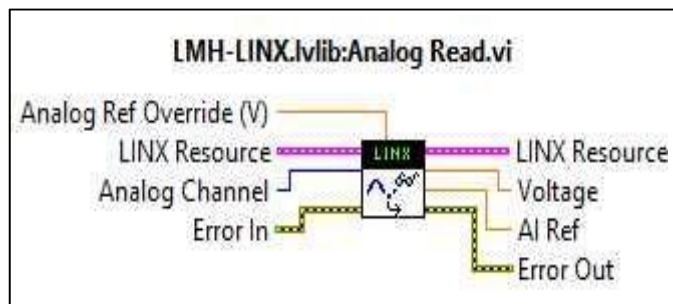 LMH-LINX.lvlib:Analog Read.vi
Analog Ref Override (V)
LINX Resource
Analog Channel
Error In
LINX
LINX Resource
Voltage
AI Ref
Error Out